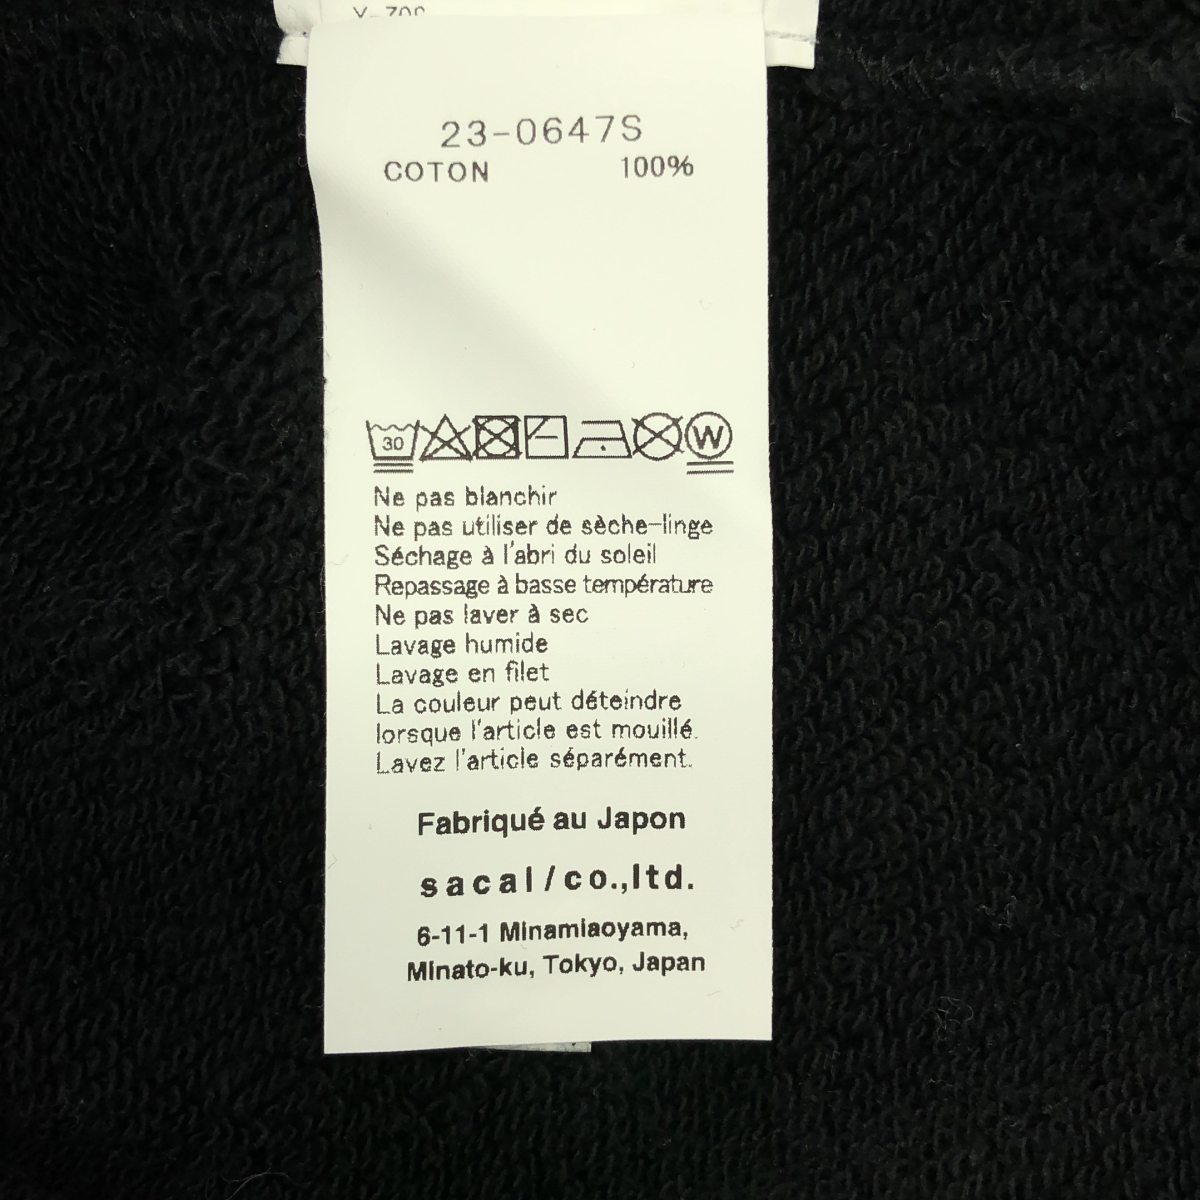 23-0647S
COTON 100%
30 W
Ne pas blanchir
Ne pas utiliser de sèche-linge
Séchage à l'abri du soleil
Repassage à basse température
Ne pas laver à sec
Lavage humide
Lavage en filet
La couleur peut déteindre
lorsque l'article est mouillé.
Lavez l'article séparément.
Fabriqué au Japon
sacai/co.,ltd.
6-11-1 Minamiaoyama,
Minato-ku, Tokyo, Japan